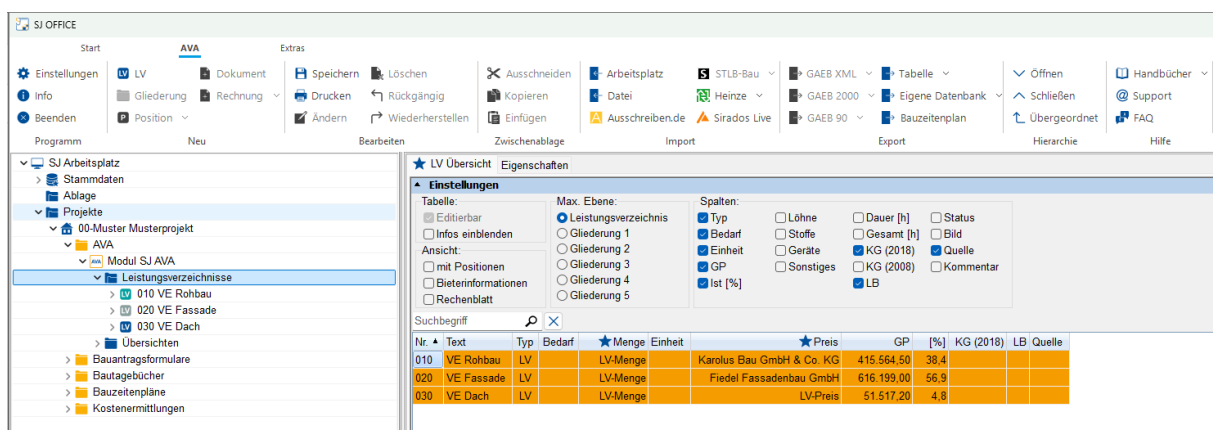 SJ OFFICE
Start AVA Extras
Einstellungen LV Dokument Speichern Löschen Ausschneiden Arbeitsplatz STLB-Bau GAEB XML Tabelle Öffnen Handbücher
Info Gliederung Rechnung Drucken Rückgängig Kopieren Datei Heinze GAEB 2000 Eigene Datenbank Schließen Support
Beenden Position Ändern Wiederherstellen Einfügen Ausschreiben.de Sirados Live GAEB 90 Bauzeitenplan Übergeordnet FAQ
Programm Neu Bearbeiten Zwischenablage Import Export Hierarchie Hilfe
SJ Arbeitsplatz
Stammdaten
Ablage
Projekte
00-Muster Musterprojekt
AVA
Modul SJ AVA
Leistungsverzeichnisse
010 VE Rohbau
020 VE Fassade
030 VE Dach
Übersichten
Bauantragsformulare
Bautagebücher
Bauzeitenpläne
Kostenermittlungen
LV Übersicht Eigenschaften
Einstellungen
Tabelle: Max. Ebene: Spalten:
Editierbar Leistungsverzeichnis Typ Löhne Dauer [h] Status
Infos einblenden Gliederung 1 Bedarf Stoffe Gesamt [h] Bild
Ansicht: Gliederung 2 Einheit Geräte KG (2018) Quelle
mit Positionen Gliederung 3 GP Sonstiges KG (2008) Kommentar
Bieterinformationen Gliederung 4 Ist [%] LB
Rechenblatt Gliederung 5
Suchbegriff
Nr. Text Typ Bedarf Menge Einheit Preis GP [%] KG (2018) LB Quelle
010 VE Rohbau LV LV-Menge Karolus Bau GmbH & Co. KG 415.564,50 38,4
020 VE Fassade LV LV-Menge Fiedel Fassadenbau GmbH 616.199,00 56,9
030 VE Dach LV LV-Menge LV-Preis 51.517,20 4,8